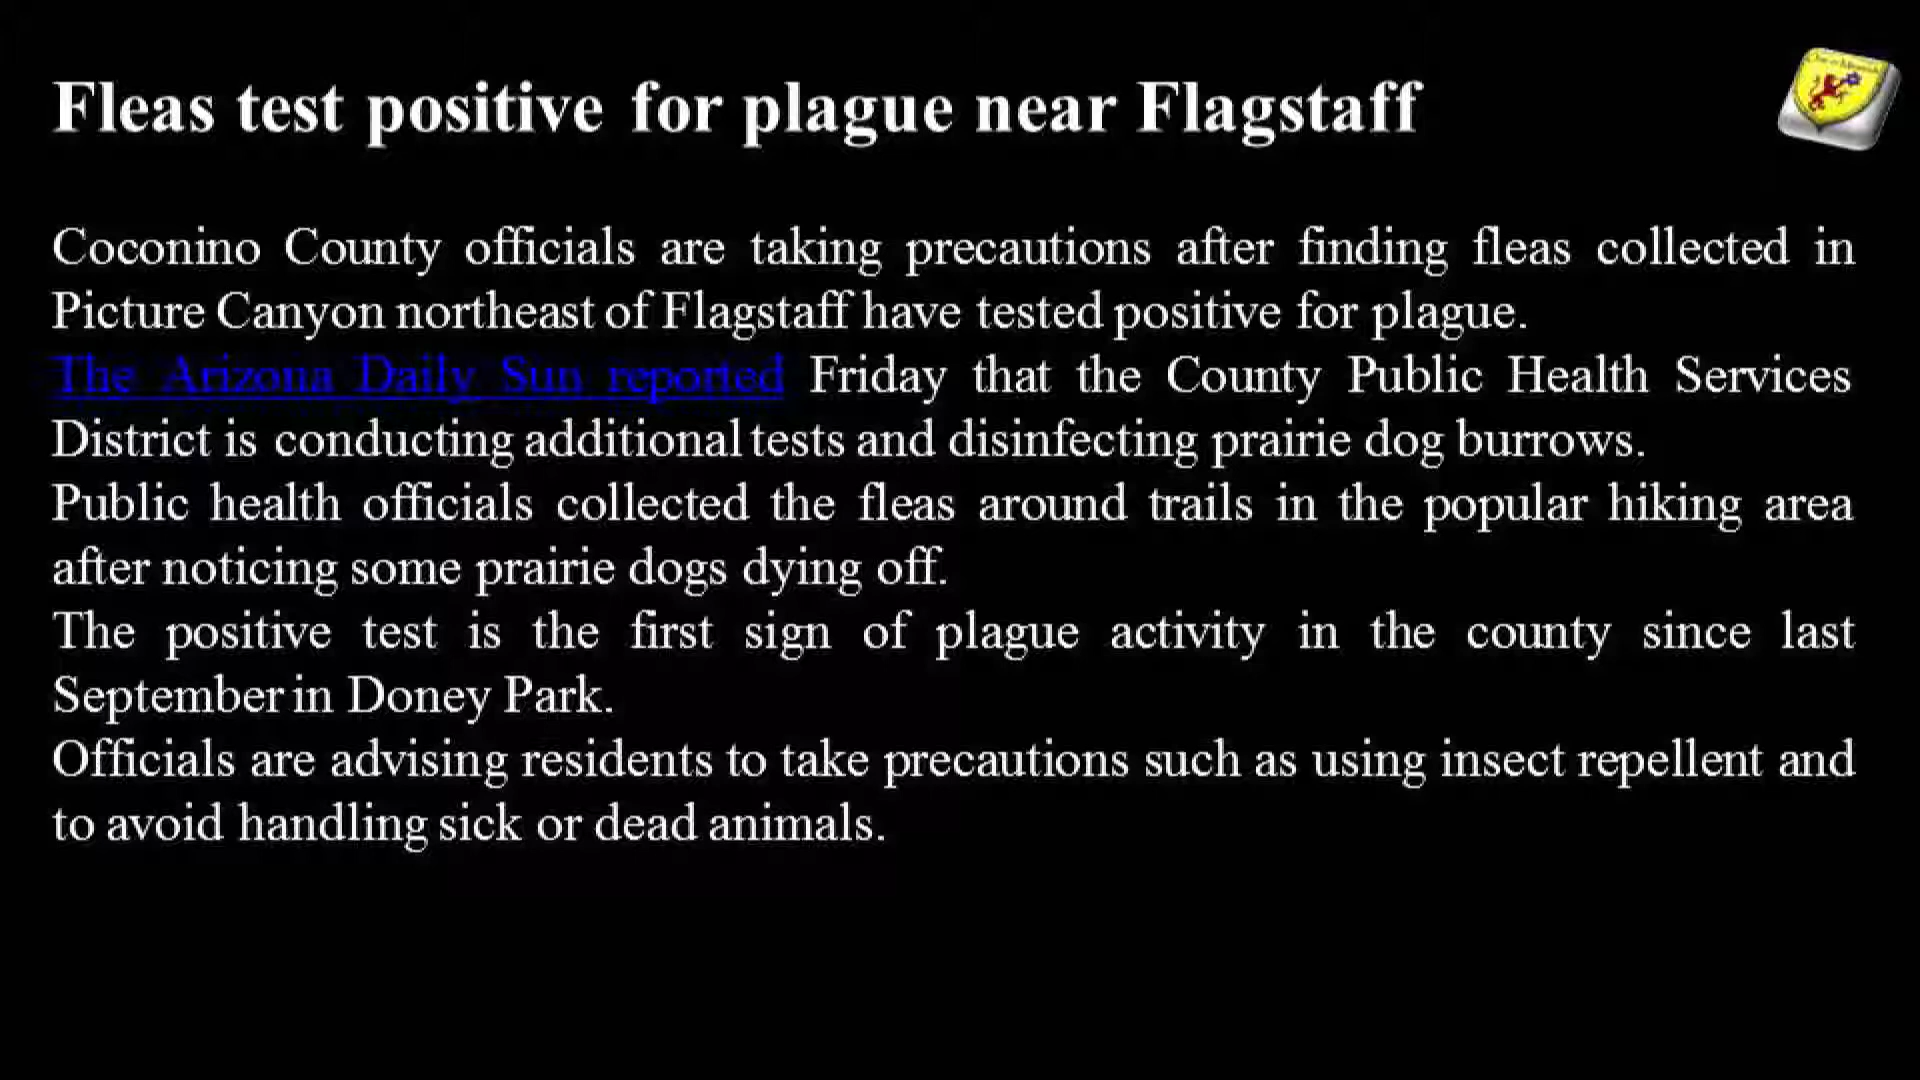 Fleas test positive for plague near Flagstaff
Coconino County officials are taking precautions after finding fleas collected in
Picture Canyon northeast of Flagstaff have tested positive for plague.
The Arizona Daily Sun reported Friday that the County Public Health Services
District is conducting additional tests and disinfecting prairie dog burrows.
Public health officials collected the fleas around trails in the popular hiking area
after noticing some prairie dogs dying off.
The positive test is the first sign of plague activity in the county since last
September in Doney Park.
Officials are advising residents to take precautions such as using insect repellent and
to avoid handling sick or dead animals.